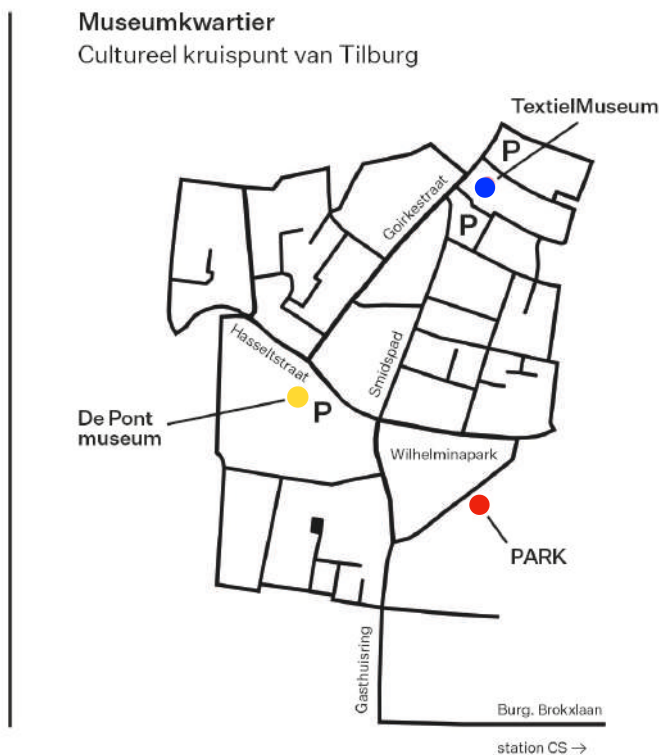 Museumkwartier
Cultureel kruispunt van Tilburg
TextielMuseum
P
Goirkestraat
P
Hasseltstraat
Smidspad
De Pont
museum
P
Wilhelminapark
PARK
Gasthuisring
Burg. Brokxlaan
station CS →